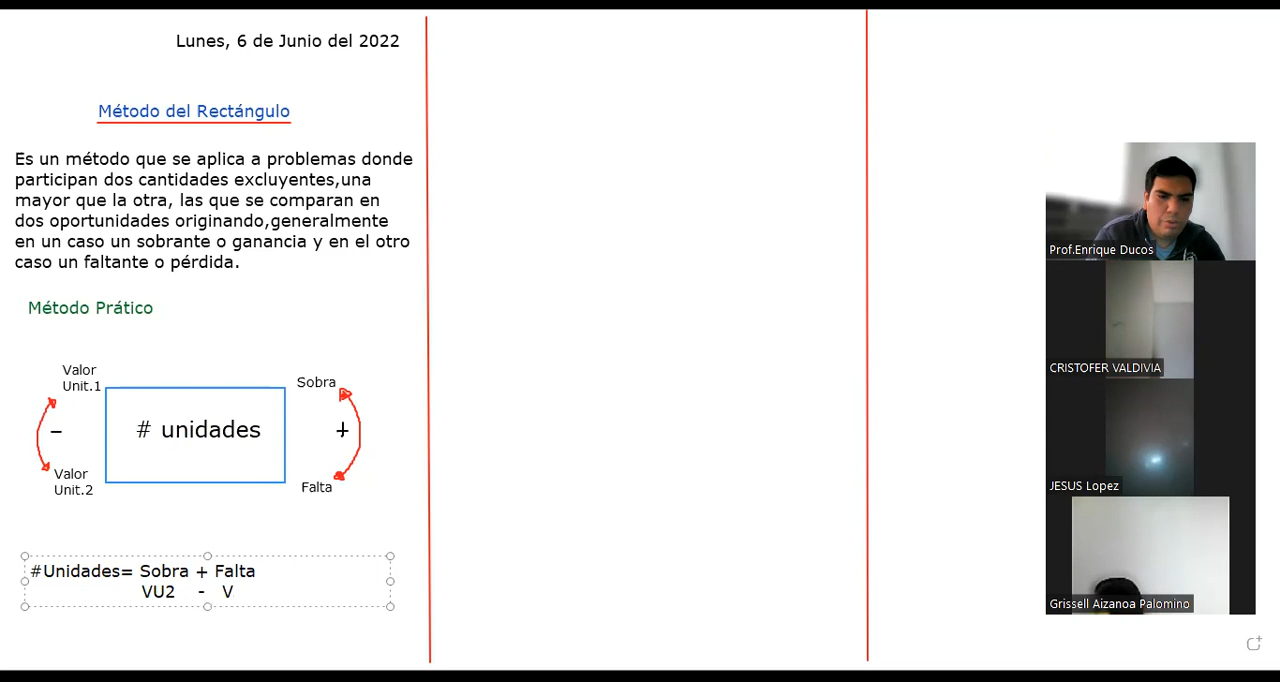 Lunes, 6 de Junio del 2022
Método del Rectángulo
Es un método que se aplica a problemas donde
participan dos cantidades excluyentes,una
mayor que la otra, las que se comparan en
dos oportunidades originando,generalmente
en un caso un sobrante o ganancia y en el otro
caso un faltante o pérdida.
Método Prático
Valor
Unit.1
Sobra
–
# unidades
+
Valor
Unit.2
Falta
#Unidades= Sobra + Falta
VU2 - V
Prof.Enrique Ducos
CRISTOFER VALDIVIA
JESUS Lopez
Grissell Aizanoa Palomino